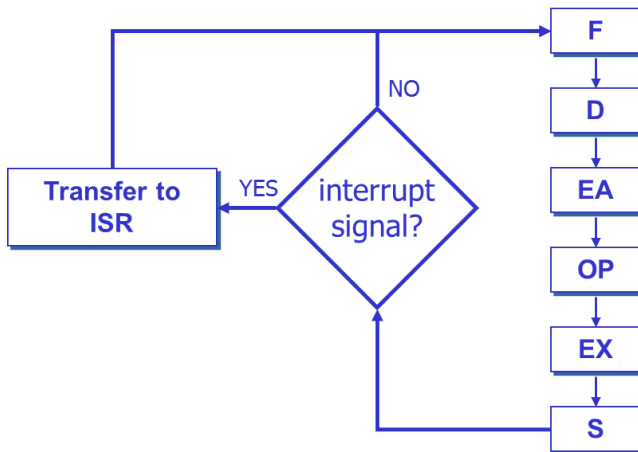 F
NO
D
YES
Transfer to
ISR
interrupt
signal?
EA
OP
EX
S